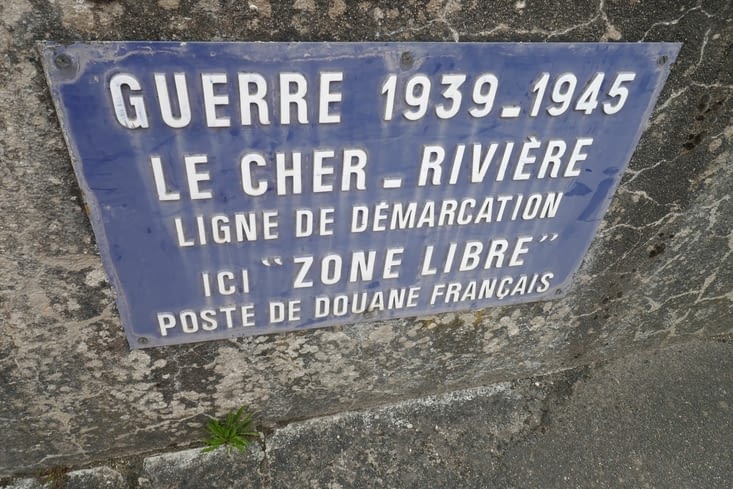 GUERRE 1939-1945
LE CHER-RIVIÈRE
LIGNE DE DÉMARCATION
ICI "ZONE LIBRE"
POSTE DE DOUANE FRANÇAIS